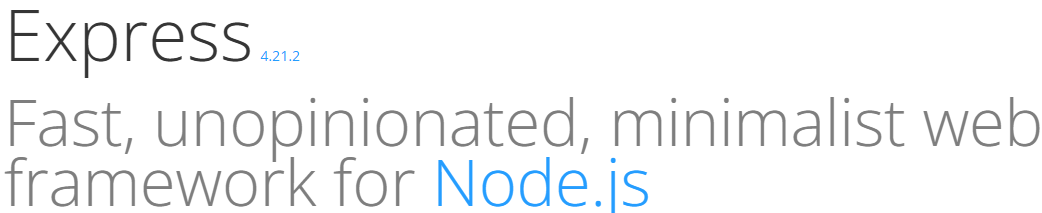 Express 4.21.2
Fast, unopinionated, minimalist web
framework for Node.js